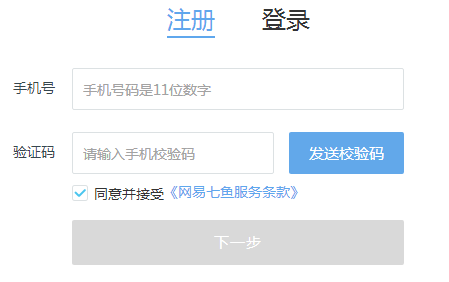 注册 登录
手机号 手机号码是11位数字
验证码 请输入手机校验码 发送校验码
同意并接受《网易七鱼服务条款》
下一步